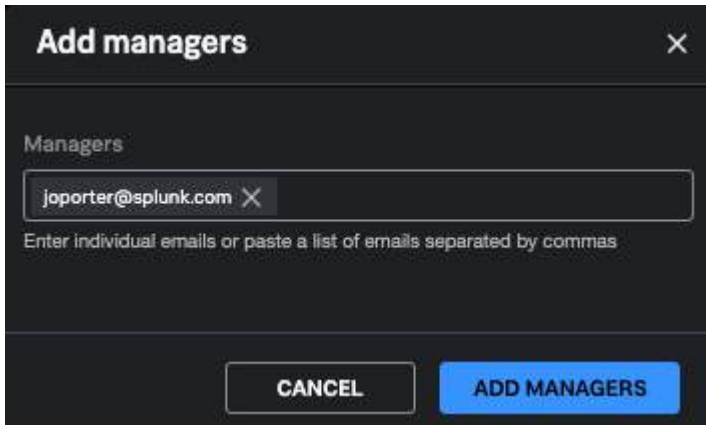 Add managers
Managers
joporter@splunk.com
Enter individual emails or paste a list of emails separated by commas
CANCEL
ADD MANAGERS